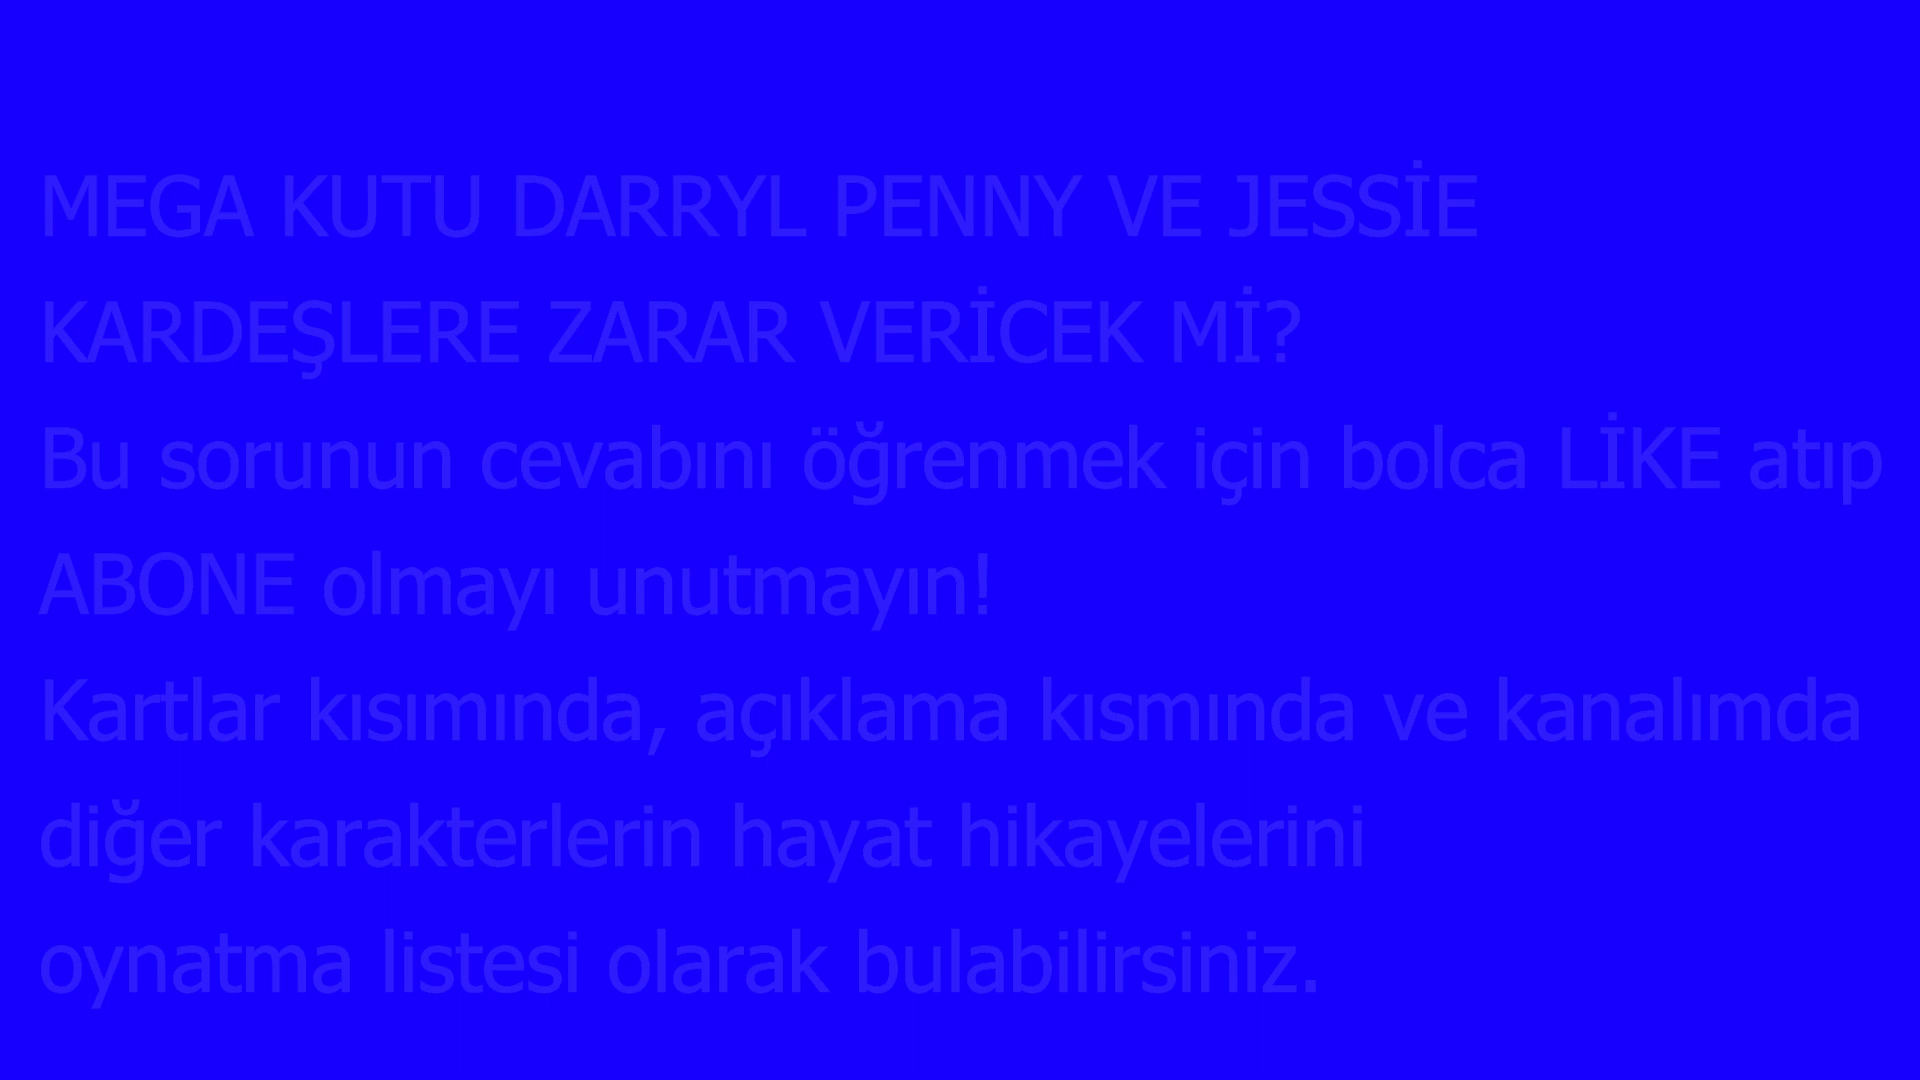 MEGA KUTU DARRYL PENNY VE JESSİE
KARDEŞLERE ZARAR VERİCEK Mİ?
Bu sorunun cevabını öğrenmek için bolca LİKE atıp
ABONE olmayı unutmayın!
Kartlar kısımında, açıklama kısmında ve kanalımda
diğer karakterlerin hayat hikayelerini
oynatma listesi olarak bulabilirsiniz.